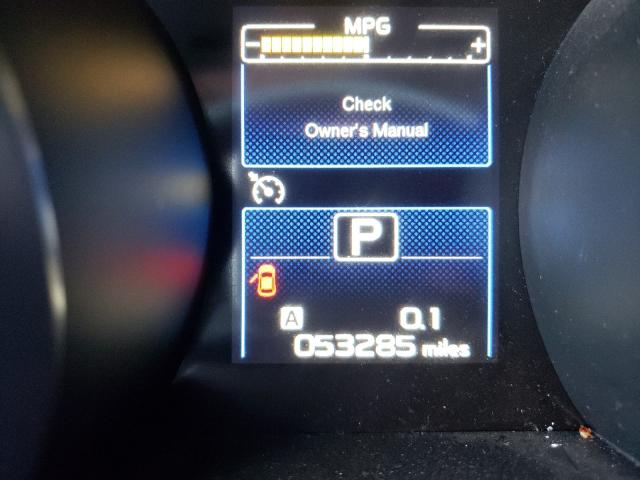 MPG
- +
Check
Owner's Manual
P
A 0.1
053285 miles